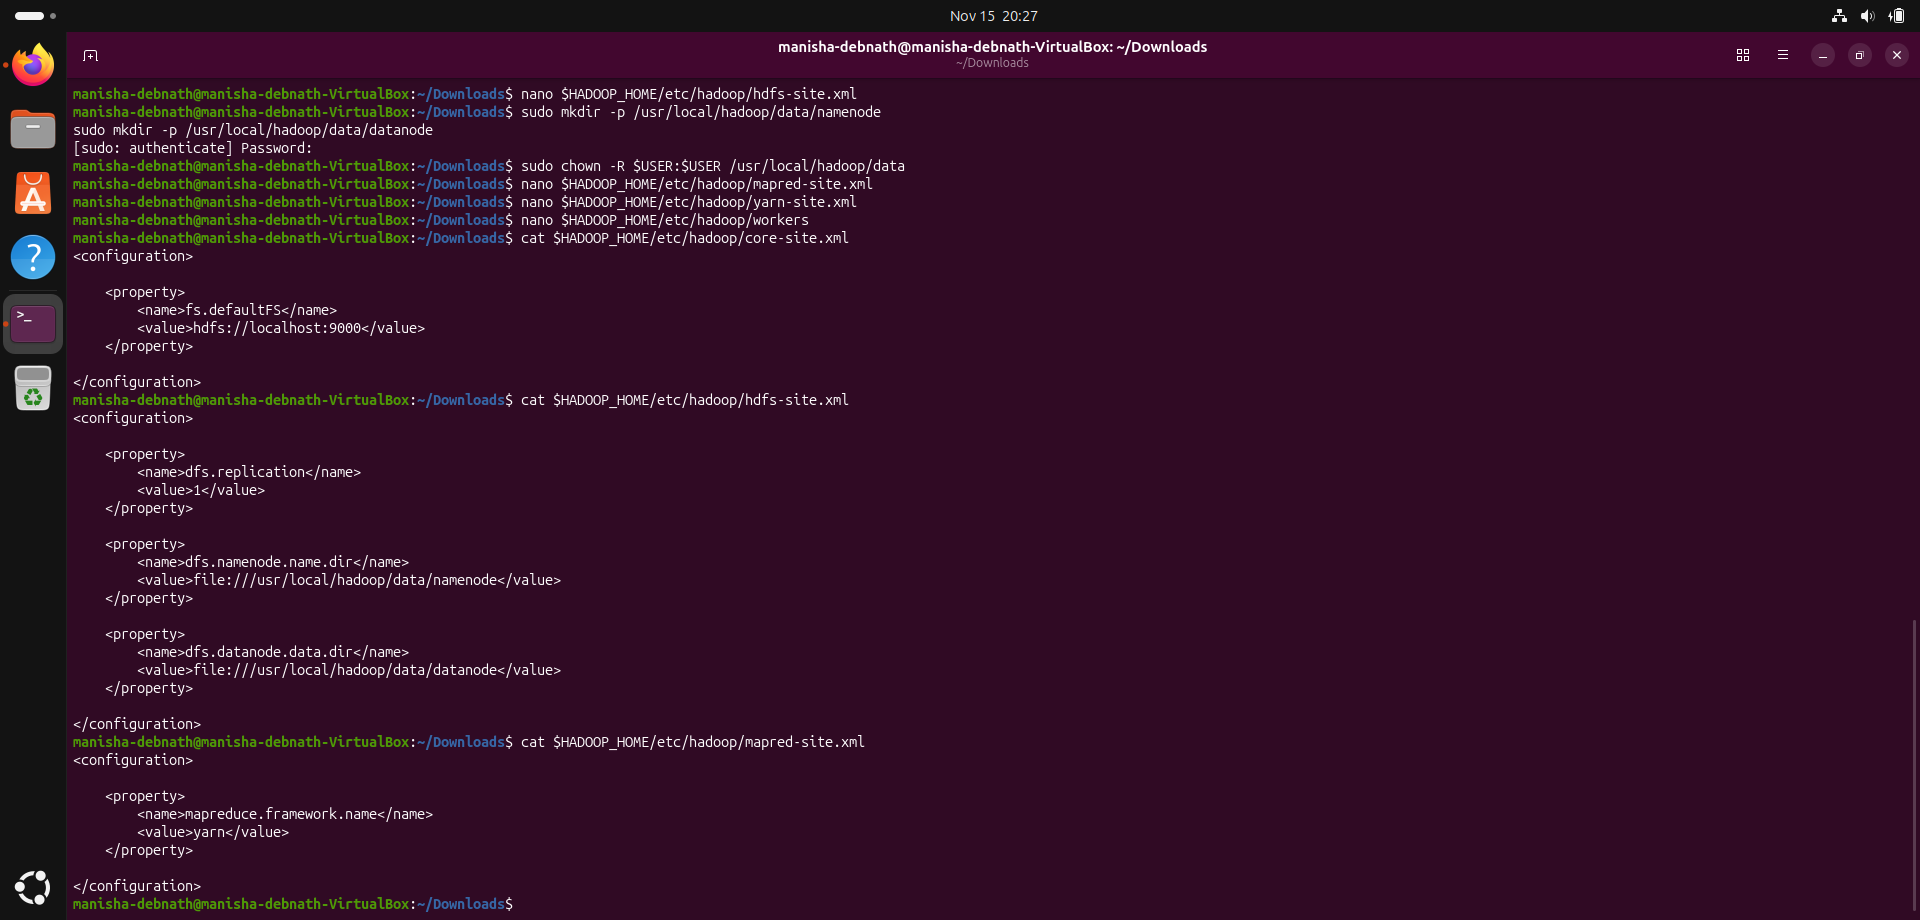 Nov 15 20:27
manisha-debnath@manisha-debnath-VirtualBox: ~/Downloads
~/Downloads
manisha-debnath@manisha-debnath-VirtualBox:~/Downloads$ nano $HADOOP_HOME/etc/hadoop/hdfs-site.xml
manisha-debnath@manisha-debnath-VirtualBox:~/Downloads$ sudo mkdir -p /usr/local/hadoop/data/namenode
sudo mkdir -p /usr/local/hadoop/data/datanode
[sudo: authenticate] Password:
manisha-debnath@manisha-debnath-VirtualBox:~/Downloads$ sudo chown -R $USER:$USER /usr/local/hadoop/data
manisha-debnath@manisha-debnath-VirtualBox:~/Downloads$ nano $HADOOP_HOME/etc/hadoop/mapred-site.xml
manisha-debnath@manisha-debnath-VirtualBox:~/Downloads$ nano $HADOOP_HOME/etc/hadoop/yarn-site.xml
manisha-debnath@manisha-debnath-VirtualBox:~/Downloads$ nano $HADOOP_HOME/etc/hadoop/workers
manisha-debnath@manisha-debnath-VirtualBox:~/Downloads$ cat $HADOOP_HOME/etc/hadoop/core-site.xml
<configuration>
    <property>
        <name>fs.defaultFS</name>
        <value>hdfs://localhost:9000</value>
    </property>
</configuration>
manisha-debnath@manisha-debnath-VirtualBox:~/Downloads$ cat $HADOOP_HOME/etc/hadoop/hdfs-site.xml
<configuration>
    <property>
        <name>dfs.replication</name>
        <value>1</value>
    </property>
    <property>
        <name>dfs.namenode.name.dir</name>
        <value>file:///usr/local/hadoop/data/namenode</value>
    </property>
    <property>
        <name>dfs.datanode.data.dir</name>
        <value>file:///usr/local/hadoop/data/datanode</value>
    </property>
</configuration>
manisha-debnath@manisha-debnath-VirtualBox:~/Downloads$ cat $HADOOP_HOME/etc/hadoop/mapred-site.xml
<configuration>
    <property>
        <name>mapreduce.framework.name</name>
        <value>yarn</value>
    </property>
</configuration>
manisha-debnath@manisha-debnath-VirtualBox:~/Downloads$